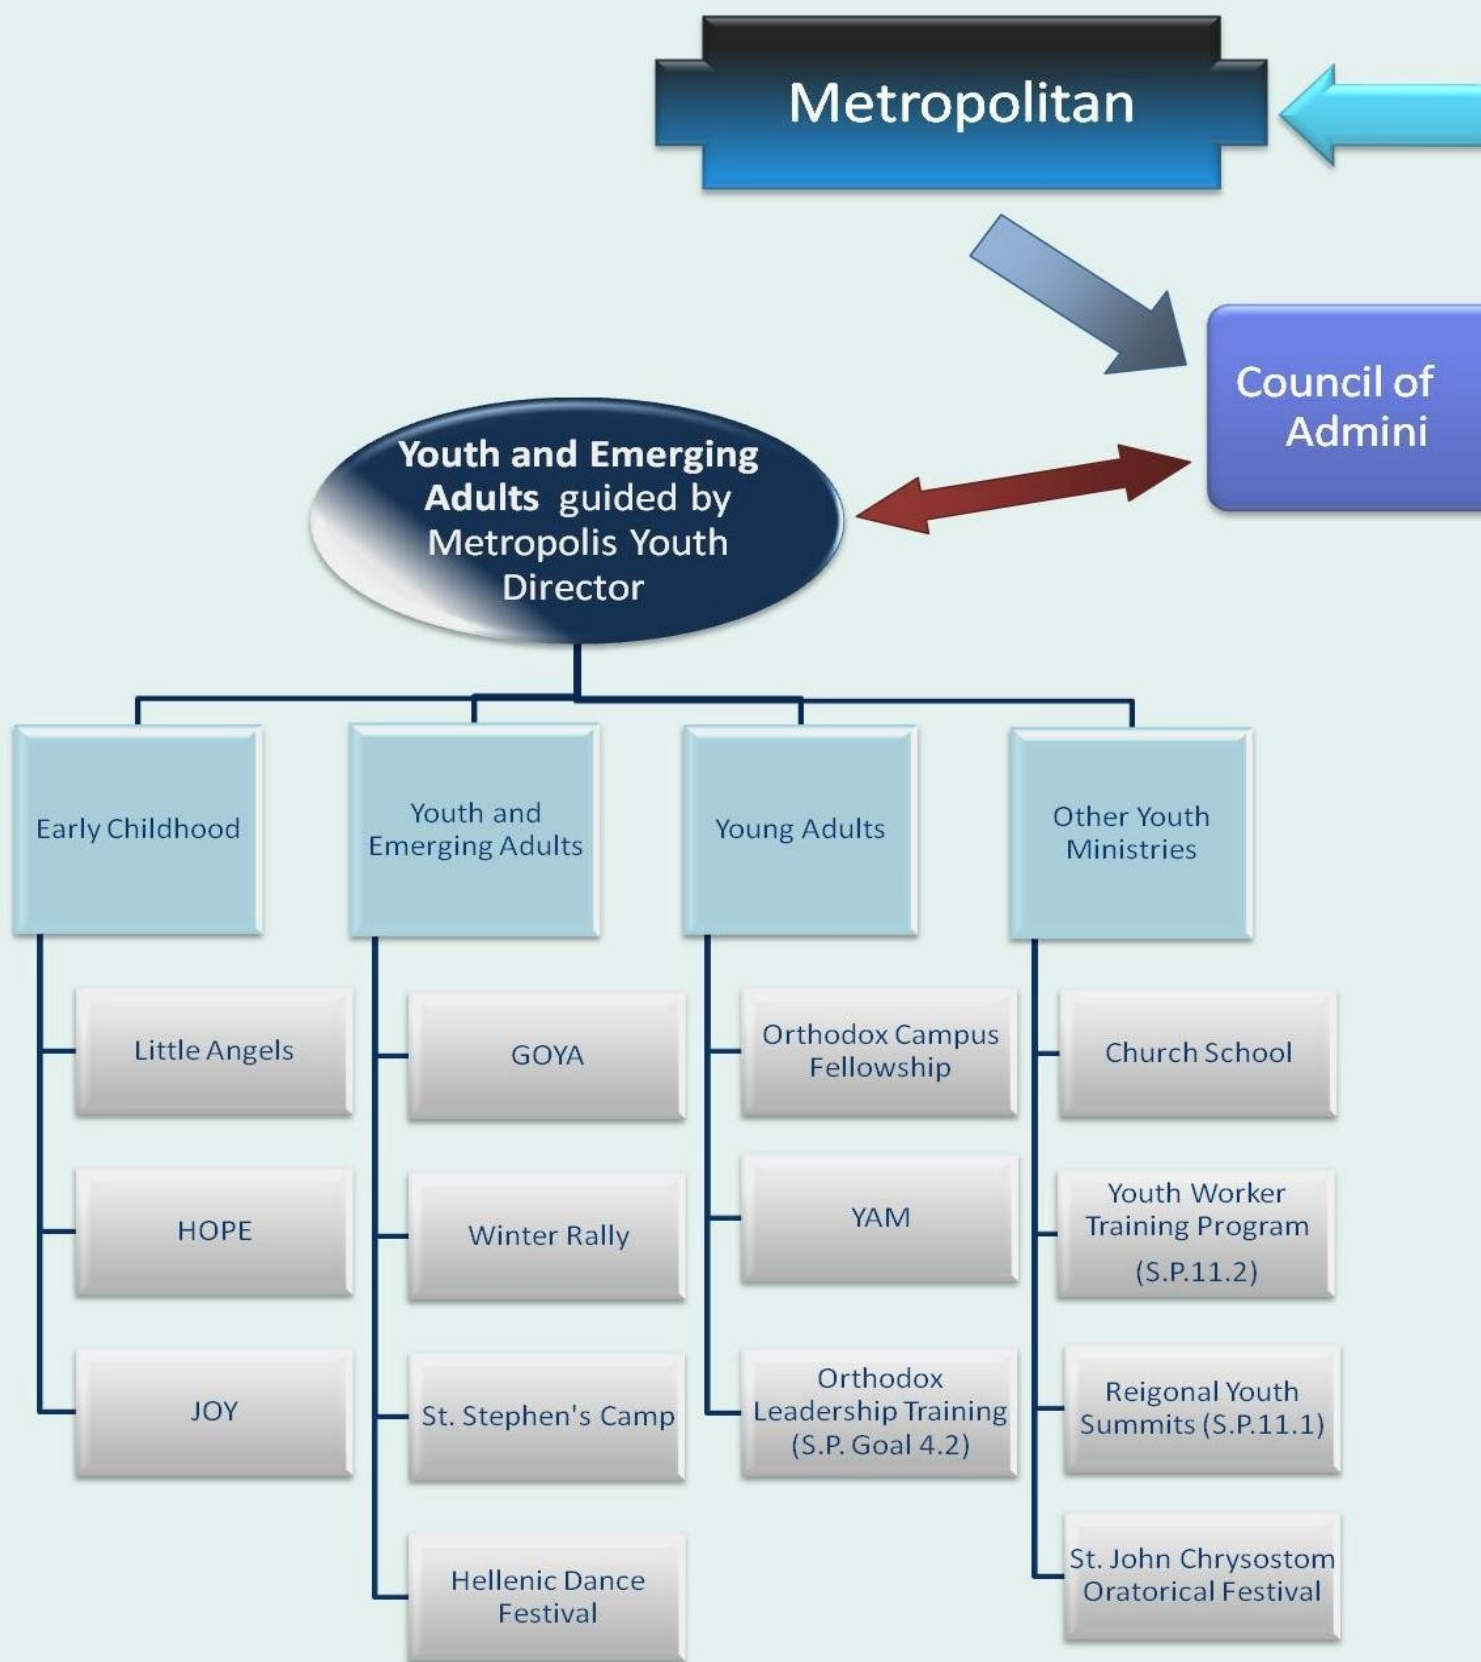 Metropolitan
Council of
Admini
Youth and Emerging
Adults guided by
Metropolis Youth
Director
Early Childhood
Youth and
Emerging Adults
Young Adults
Other Youth
Ministries
Little Angels
HOPE
JOY
GOYA
Winter Rally
St. Stephen's Camp
Hellenic Dance
Festival
Orthodox Campus
Fellowship
YAM
Orthodox
Leadership Training
(S.P. Goal 4.2)
Church School
Youth Worker
Training Program
(S.P.11.2)
Reigonal Youth
Summits (S.P.11.1)
St. John Chrysostom
Oratorical Festival